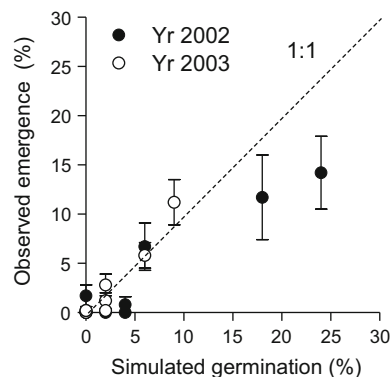 Observed emergence (%)
30
25
20
15
10
5
0
Yr 2002
Yr 2003
1:1
0 5 10 15 20 25 30
Simulated germination (%)